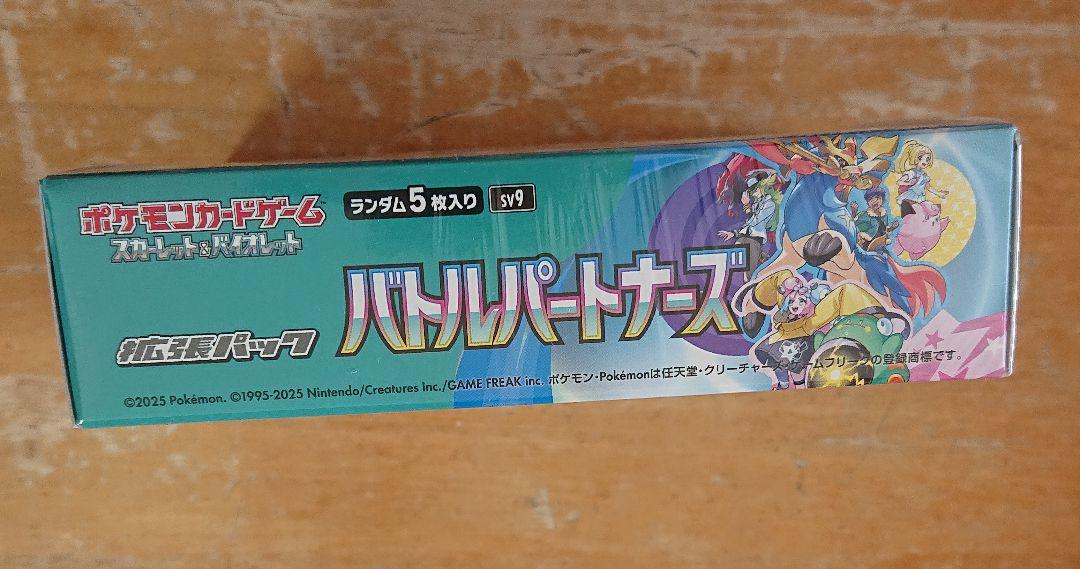 ポケモンカードゲーム
スカーレット&バイオレット
ランダム5枚入り sv9
拡張パック
バトルパートナーズ
©2025 Pokémon. ©1995-2025 Nintendo/Creatures Inc./GAME FREAK inc. ポケモン・Pokémonは任天堂・クリーチャーズ・ゲームフリークの登録商標です。